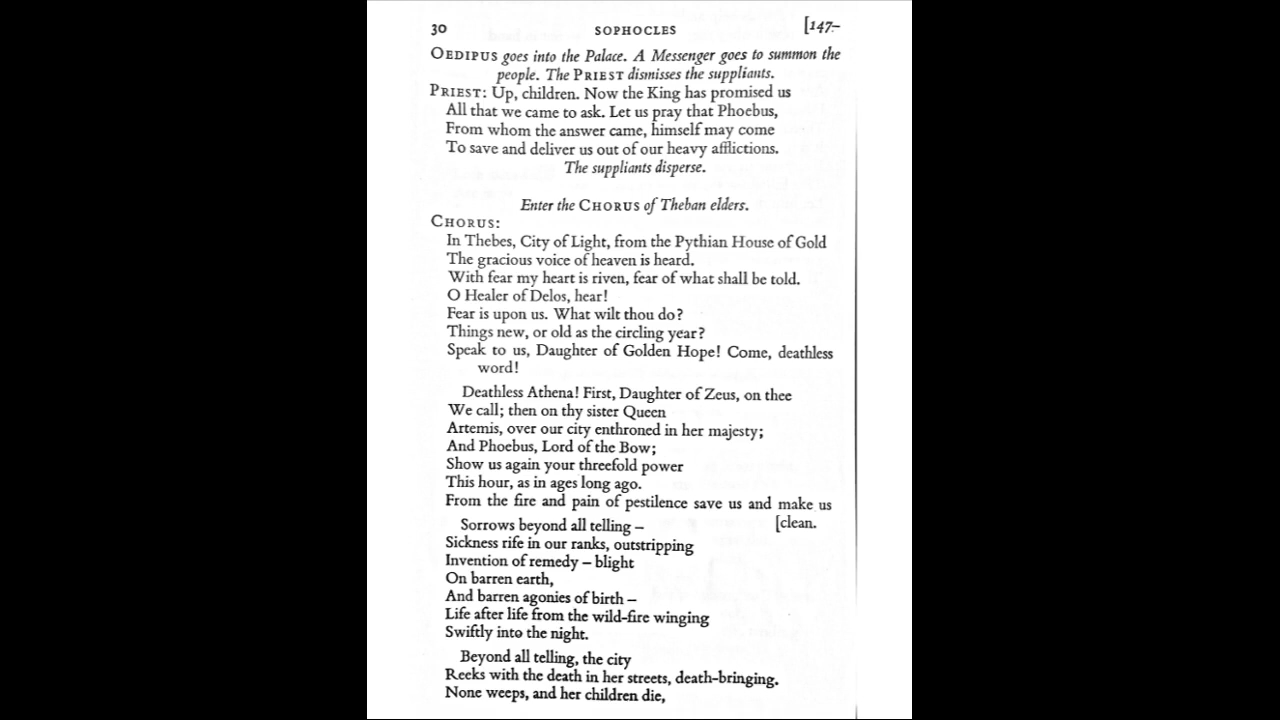 30 SOPHOCLES [147–
OEDIPUS goes into the Palace. A Messenger goes to summon the
people. The PRIEST dismisses the suppliants.
PRIEST: Up, children. Now the King has promised us
All that we came to ask. Let us pray that Phoebus,
From whom the answer came, himself may come
To save and deliver us out of our heavy afflictions.
The suppliants disperse.
Enter the CHORUS of Theban elders.
CHORUS:
In Thebes, City of Light, from the Pythian House of Gold
The gracious voice of heaven is heard.
With fear my heart is riven, fear of what shall be told.
O Healer of Delos, hear!
Fear is upon us. What wilt thou do?
Things new, or old as the circling year?
Speak to us, Daughter of Golden Hope! Come, deathless
word!
Deathless Athena! First, Daughter of Zeus, on thee
We call; then on thy sister Queen
Artemis, over our city enthroned in her majesty;
And Phoebus, Lord of the Bow;
Show us again your threefold power
This hour, as in ages long ago.
From the fire and pain of pestilence save us and make us
[clean.
Sorrows beyond all telling –
Sickness rife in our ranks, outstripping
Invention of remedy – blight
On barren earth,
And barren agonies of birth –
Life after life from the wild-fire winging
Swiftly into the night.
Beyond all telling, the city
Reeks with the death in her streets, death-bringing.
None weeps, and her children die,